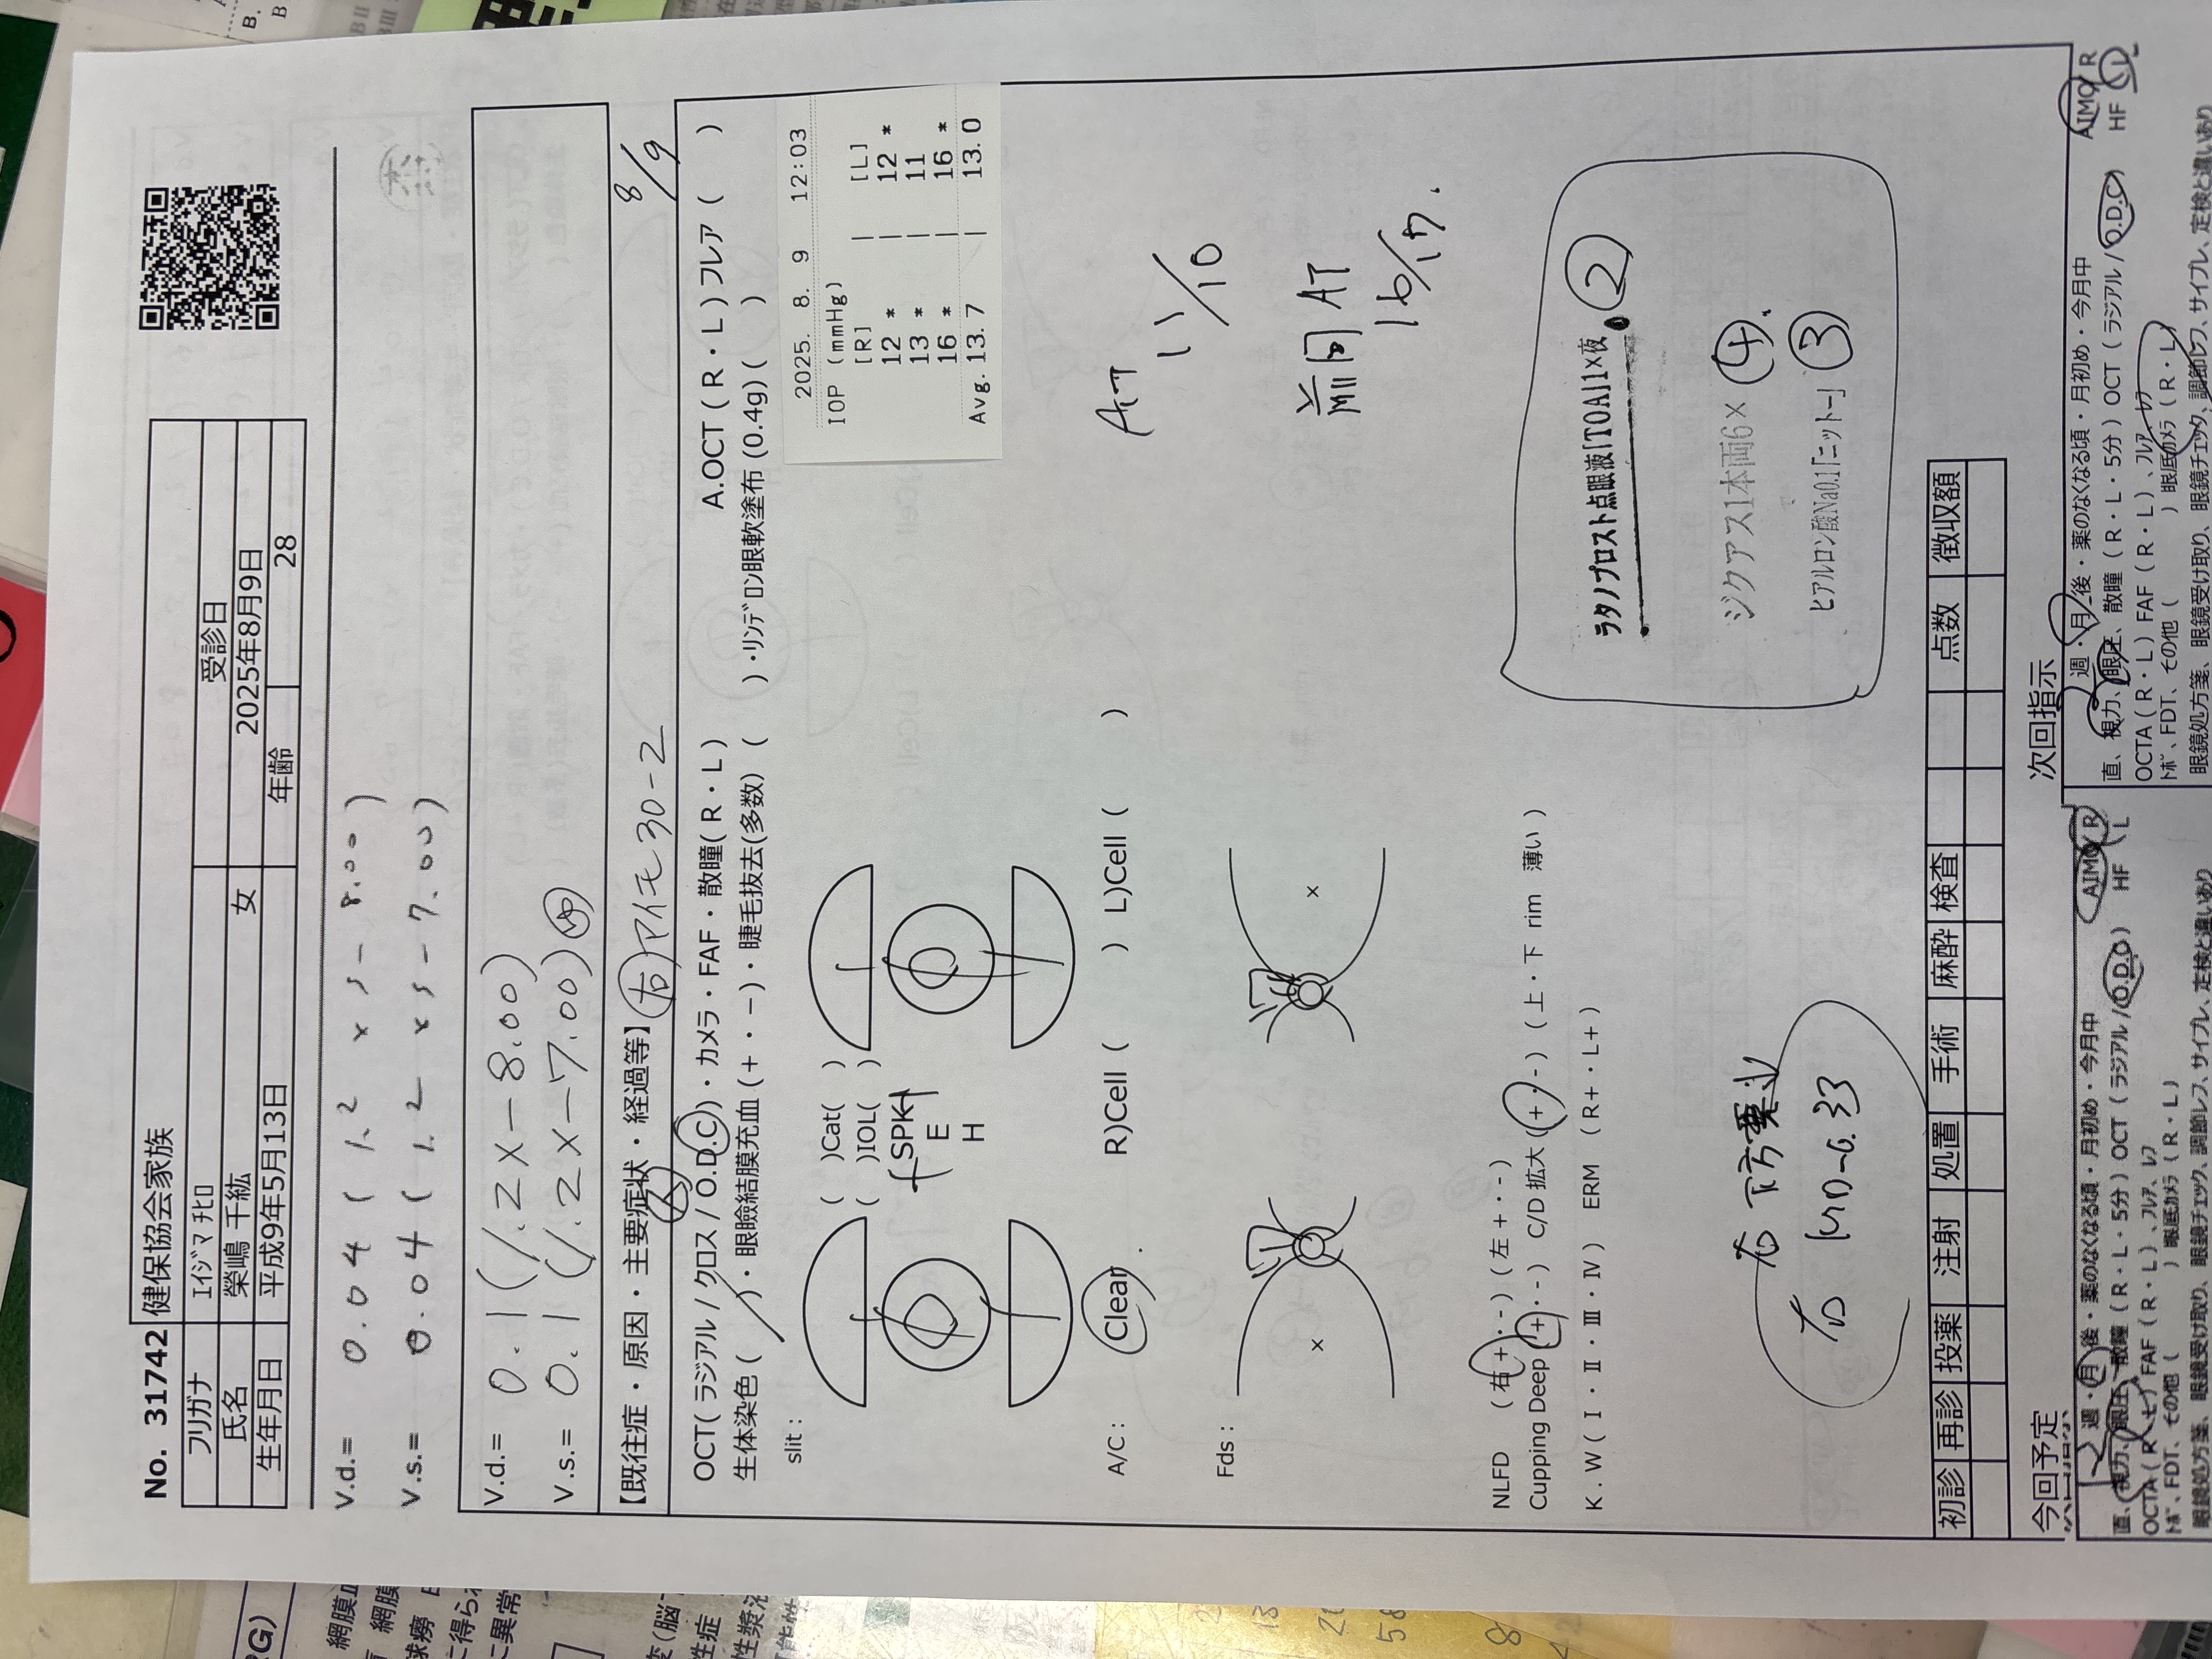 No. 31742 健保協会家族
フリガナ ｴｲｼﾞﾏ ﾁﾋﾛ 受診日
氏名 榮嶋 千紘 女 2025年8月9日
生年月日 平成9年5月13日 年齢 28
V.d.= 0.04 ( 1.2 x s - 8.00 )
V.s.= 0.04 ( 1.2 x s - 7.00 )
V.d.= 0.1 (1.2 x - 8.00)
V.s.= 0.1 (1.2 x - 7.00)
【既往症・原因・主要症状・経過等】 右 アイモ 30-2 8/9
OCT( ラジアル / クロス / O.D.C )・カメラ・FAF・散瞳( R・L ) A.OCT ( R・L ) フレア ( )
生体染色 ( )・眼瞼結膜充血 (+・−)・睫毛抜去(多数) ( )・ﾘﾝﾃﾞﾛﾝ眼軟塗布 (0.4g) ( )
slit :
( )Cat( )
( )IOL( )
SPK
E
H
2025. 8. 9 12:03
IOP (mmHg)
[R] | [L]
12 * | 12 *
13 * | 11
16 * | 16 *
Avg. 13.7 | 13.0
A/C : Clear R)Cell ( ) L)Cell ( )
AT
11/10
Fds :
× ×
前回 AT
16/17.
NLFD (右 +・-) (左 +・-)
Cupping Deep (+・-) C/D 拡大 (+・-) (上・下 rim 薄い )
K.W( Ⅰ・Ⅱ・Ⅲ・Ⅳ) ERM (R+・L+)
ラタノプロスト点眼液「TOA」1×夜 ②
ジクアス1本両6× ④.
ヒアルロン酸Na0.1「ニットー」 ③
右 下方 ↓
右 MD-0.33
初診 再診 投薬 注射 処置 手術 麻酔 検査 点数 徴収額
今回予定
次回指示
週・月 後・薬のなくなる頃・月初め・今月中 AIMO R
直、視力、眼圧、散瞳 (R・L・5分) OCT (ラジアル/O.D.C) HF L
OCTA (R・L) FAF (R・L)、ﾌﾚｱ、ﾚﾌ
ﾄﾎﾟ、FDT、その他 ( ) 眼底ｶﾒﾗ (R・L)
眼鏡処方箋、眼鏡受け取り、眼鏡チェック、調節レフ、サイプレ、定検と違いあり
次回指示
週・月 後・薬のなくなる頃・月初め・今月中 AIMO R
直、視力、眼圧、散瞳 (R・L・5分) OCT (ラジアル/O.D.C) HF L
OCTA (R・L) FAF (R・L)、ﾌﾚｱ、ﾚﾌ
ﾄﾎﾟ、FDT、その他 ( ) 眼底ｶﾒﾗ (R・L)
眼鏡処方箋、眼鏡受け取り、眼鏡チェック、調節レフ、サイプレ、定検と違いあり